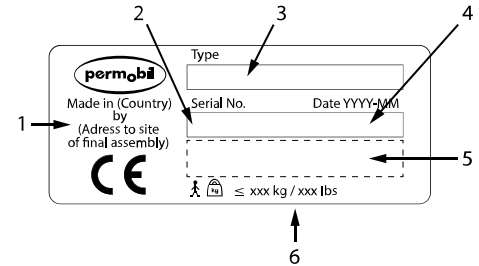 2
3
4
Type
permobil
Made in (Country)
by
(Adress to site
of final assembly)
Serial No. Date YYYY-MM
1
5
CE
kg
≤ xxx kg / xxx lbs
6